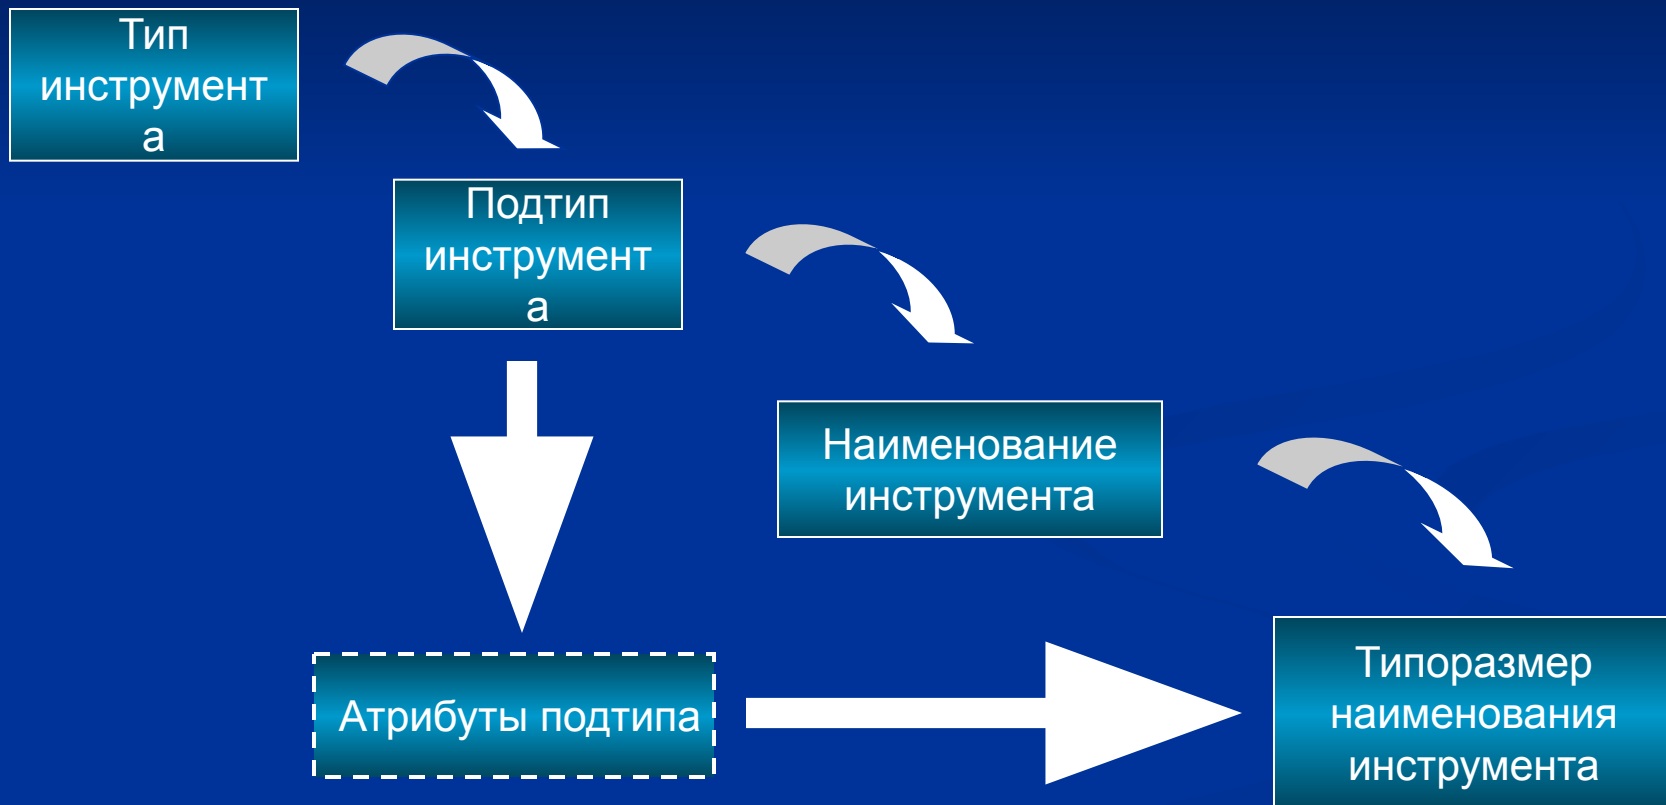 Тип
инструмент
а
Подтип
инструмент
а
Наименование
инструмента
Атрибуты подтипа
Типоразмер
наименования
инструмента